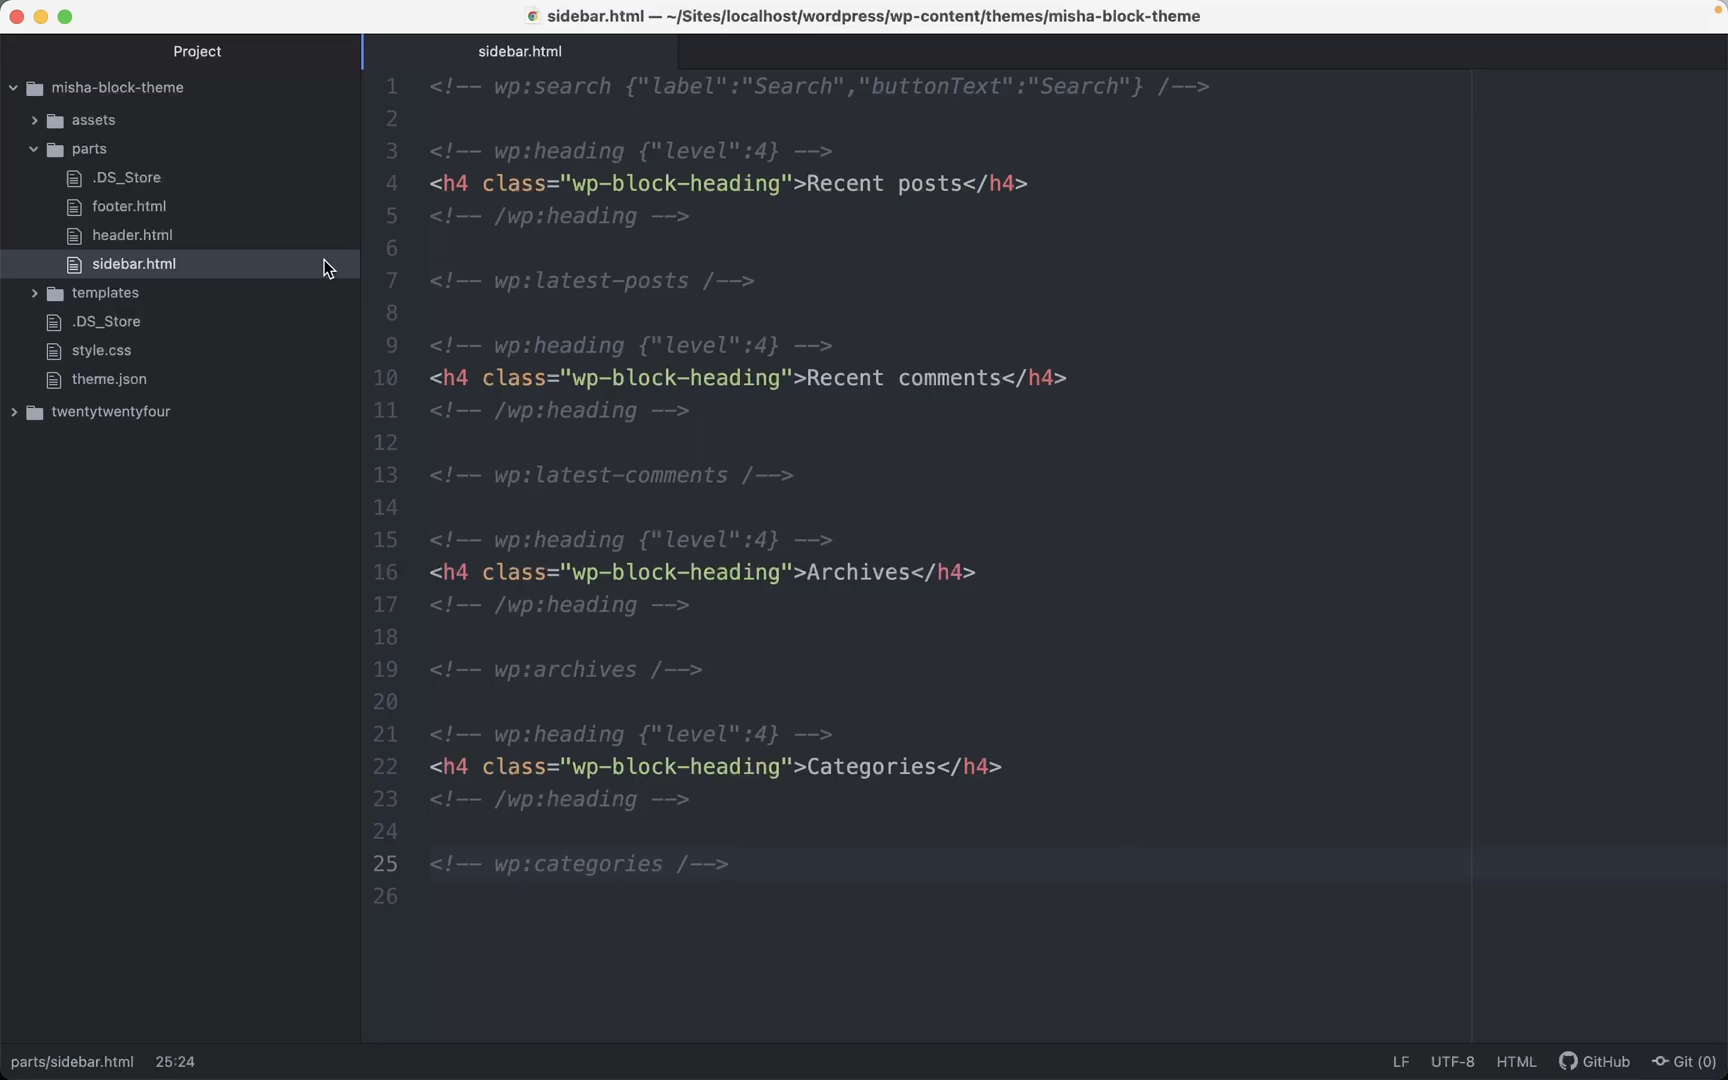 sidebar.html — ~/Sites/localhost/wordpress/wp-content/themes/misha-block-theme
Project
misha-block-theme
assets
parts
.DS_Store
footer.html
header.html
sidebar.html
templates
.DS_Store
style.css
theme.json
twentytwentyfour
sidebar.html
1 <!-- wp:search {"label":"Search","buttonText":"Search"} /-->
2
3 <!-- wp:heading {"level":4} -->
4 <h4 class="wp-block-heading">Recent posts</h4>
5 <!-- /wp:heading -->
6
7 <!-- wp:latest-posts /-->
8
9 <!-- wp:heading {"level":4} -->
10 <h4 class="wp-block-heading">Recent comments</h4>
11 <!-- /wp:heading -->
12
13 <!-- wp:latest-comments /-->
14
15 <!-- wp:heading {"level":4} -->
16 <h4 class="wp-block-heading">Archives</h4>
17 <!-- /wp:heading -->
18
19 <!-- wp:archives /-->
20
21 <!-- wp:heading {"level":4} -->
22 <h4 class="wp-block-heading">Categories</h4>
23 <!-- /wp:heading -->
24
25 <!-- wp:categories /-->
26
parts/sidebar.html 25:24 LF UTF-8 HTML GitHub Git (0)